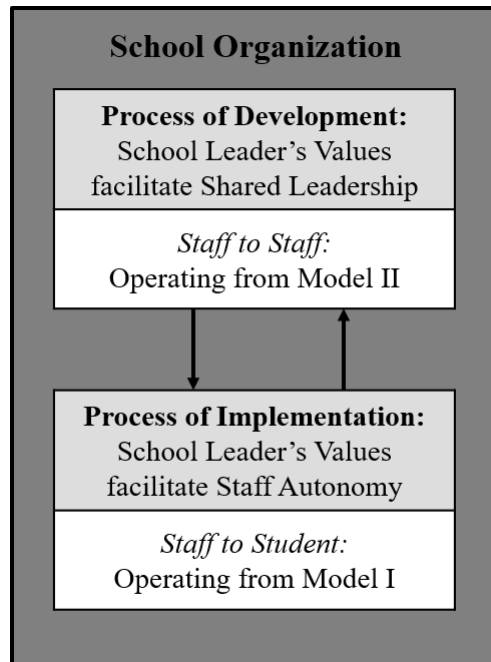 School Organization
Process of Development:
School Leader's Values
facilitate Shared Leadership
Staff to Staff:
Operating from Model II
Process of Implementation:
School Leader's Values
facilitate Staff Autonomy
Staff to Student:
Operating from Model I